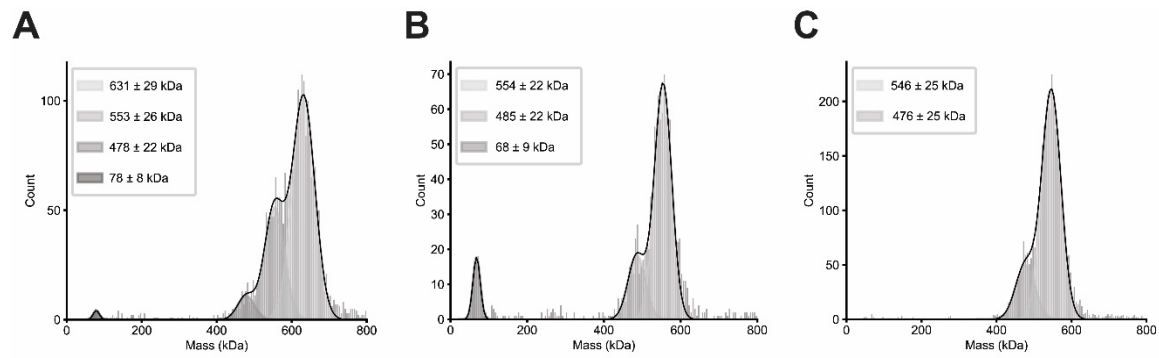 A
B
C
631 ± 29 kDa
553 ± 26 kDa
478 ± 22 kDa
78 ± 8 kDa
Count
100
50
0
0
200
400
600
800
Mass (kDa)
554 ± 22 kDa
485 ± 22 kDa
68 ± 9 kDa
Count
70
60
50
40
30
20
10
0
0
200
400
600
800
Mass (kDa)
546 ± 25 kDa
476 ± 25 kDa
Count
200
150
100
50
0
0
200
400
600
800
Mass (kDa)